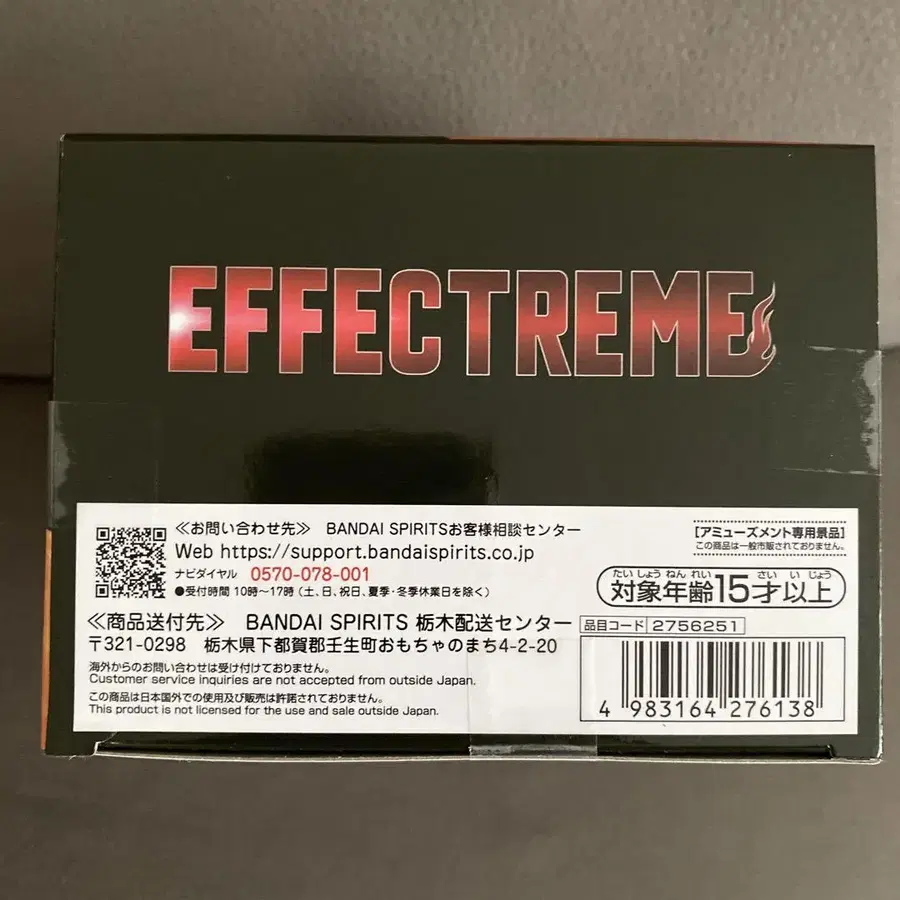 EFFECTREME
≪お問い合わせ先≫ BANDAI SPIRITSお客様相談センター
Web https://support.bandaispirits.co.jp
ナビダイヤル 0570-078-001
●受付時間 10時〜17時(土、日、祝日、夏季・冬季休業日を除く)
≪商品送付先≫ BANDAI SPIRITS 栃木配送センター
〒321-0298 栃木県下都賀郡壬生町おもちゃのまち4-2-20
海外からのお問い合わせは受け付けておりません。
Customer service inquiries are not accepted from outside Japan.
この商品は日本国外での使用及び販売は許諾されておりません。
This product is not licensed for the use and sale outside Japan.
[アミューズメント専用景品]
この商品は一般市販されておりません。
たいしょうねんれい さい いじょう
対象年齢15才以上
品目コード 2756251
4 983164 276138